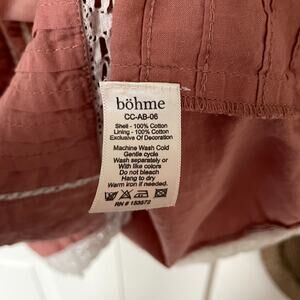 böhme
CC-AB-06
Shell - 100% Cotton
Lining - 100% Cotton
Exclusive Of Decoration
Machine Wash Cold
Gentle cycle
Wash separately or
With like colors
Do not bleach
Hang to dry
Warm iron if needed.
RN # 153572